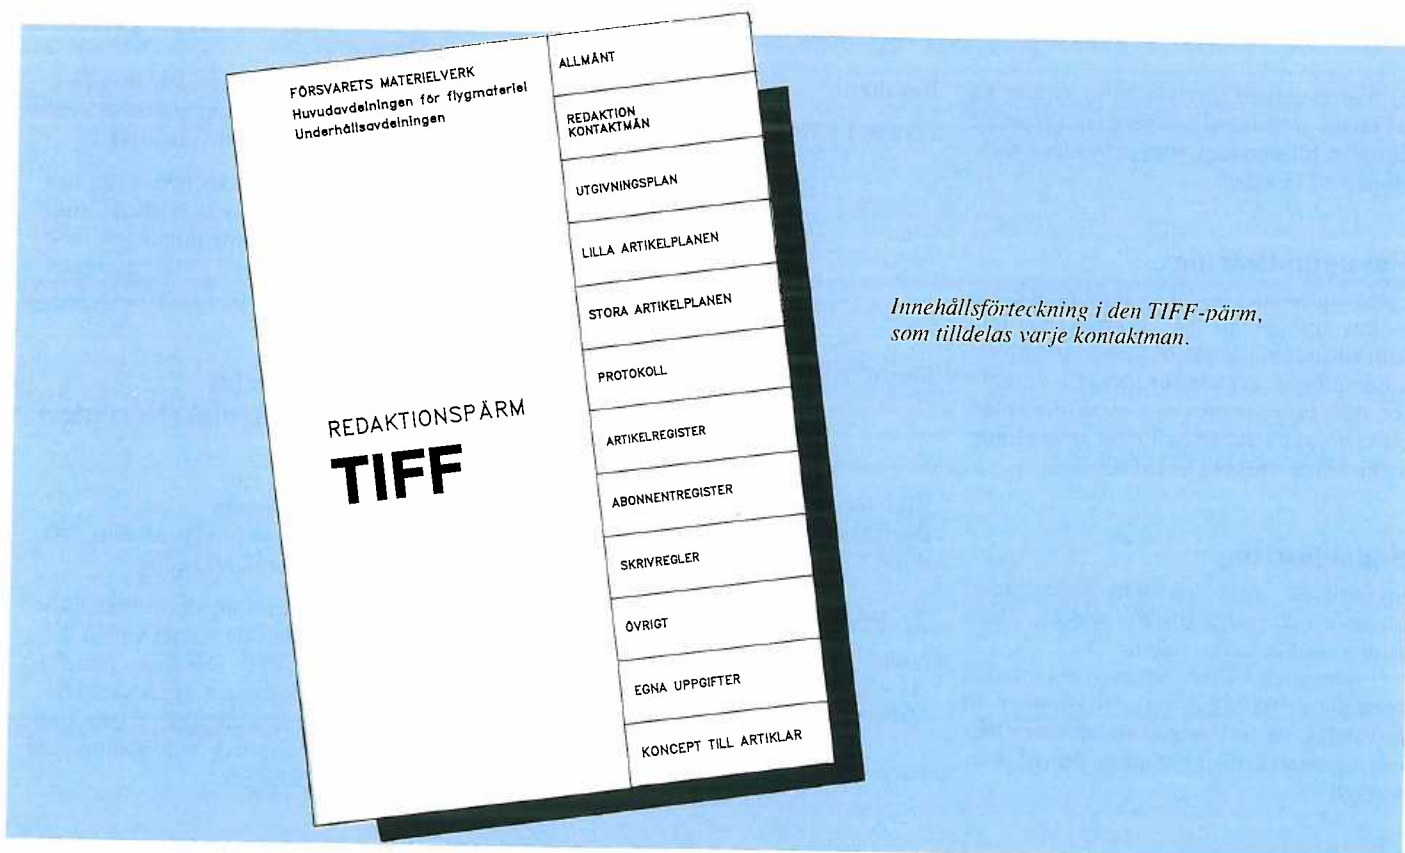 FÖRSVARETS MATERIELVERK
Huvudavdelningen för flygmateriel
Underhållsavdelningen
REDAKTIONSPÄRM
TIFF
ALLMÄNT
REDAKTION
KONTAKTMÄN
UTGIVNINGSPLAN
LILLA ARTIKELPLANEN
STORA ARTIKELPLANEN
PROTOKOLL
ARTIKELREGISTER
ABONNENTREGISTER
SKRIVREGLER
ÖVRIGT
EGNA UPPGIFTER
KONCEPT TILL ARTIKLAR
Innehållsförteckning i den TIFF-pärm,
som tilldelas varje kontaktman.